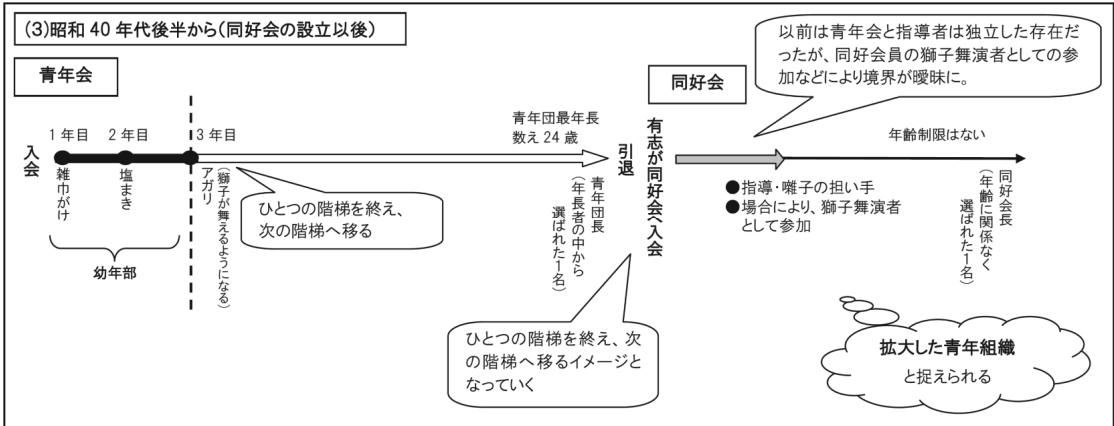 (3)昭和 40 年代後半から(同好会の設立以後)
青年会
入会
1 年目
雑巾がけ
2 年目
塩まき
幼年部
3 年目
アガリ
(獅子が舞えるようになる)
ひとつの階梯を終え、
次の階梯へ移る
青年団最年長
数え 24 歳
青年団長
(年長者の中から
選ばれた1名)
引退
有志が同好会へ入会
ひとつの階梯を終え、次
の階梯へ移るイメージと
なっていく
同好会
以前は青年会と指導者は独立した存在
だったが、同好会員の獅子舞演者としての参
加などにより境界が曖昧に。
年齢制限はない
●指導・囃子の担い手
●場合により、獅子舞演者
として参加
同好会長
(年齢に関係なく
選ばれた1名)
拡大した青年組織
と捉えられる